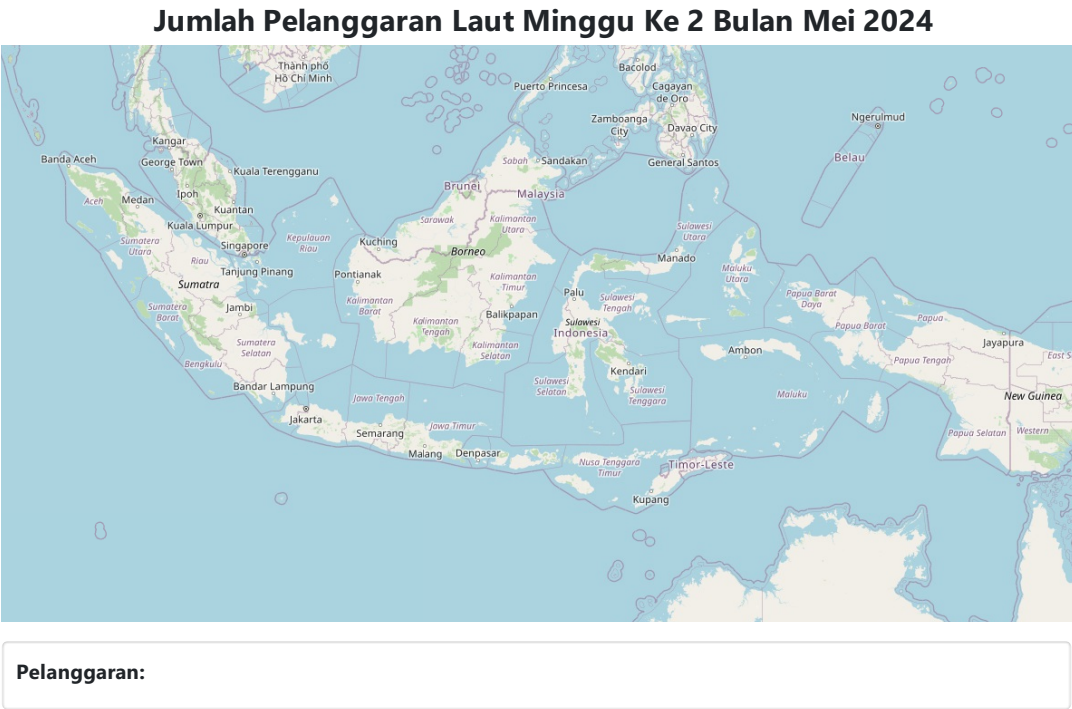 Jumlah Pelanggaran Laut Minggu Ke 2 Bulan Mei 2024
Thành phố
Hồ Chí Minh
Bacolod
Puerto Princesa
Cagayan
de Oro
Zamboanga
City
Davao City
Ngerulmud
Kangar
Banda Aceh
George Town
Kuala Terengganu
Sabah
Sandakan
General Santos
Belau
Ipoh
Brunei
Malaysia
Aceh
Medan
Kuantan
Kuala Lumpur
Sarawak
Kalimantan
Utara
Sulawesi
Utara
Sumatera
Utara
Singapore
Kepulauan
Riau
Kuching
Borneo
Manado
Riau
Tanjung Pinang
Pontianak
Maluku
Utara
Sumatra
Kalimantan
Timur
Palu
Sulawesi
Tengah
Papua Barat
Daya
Sumatera
Barat
Jambi
Kalimantan
Barat
Balikpapan
Kalimantan
Tengah
Sulawesi
Indonesia
Papua Barat
Papua
Jayapura
Sumatera
Selatan
Kalimantan
Selatan
Ambon
Papua Tengah
East S
Bengkulu
Kendari
Bandar Lampung
Sulawesi
Selatan
Sulawesi
Tenggara
Maluku
New Guinea
Jawa Tengah
Jakarta
Semarang
Jawa Timur
Papua Selatan
Western
Malang
Denpasar
Nusa Tenggara
Timur
Timor-Leste
Kupang
Pelanggaran: